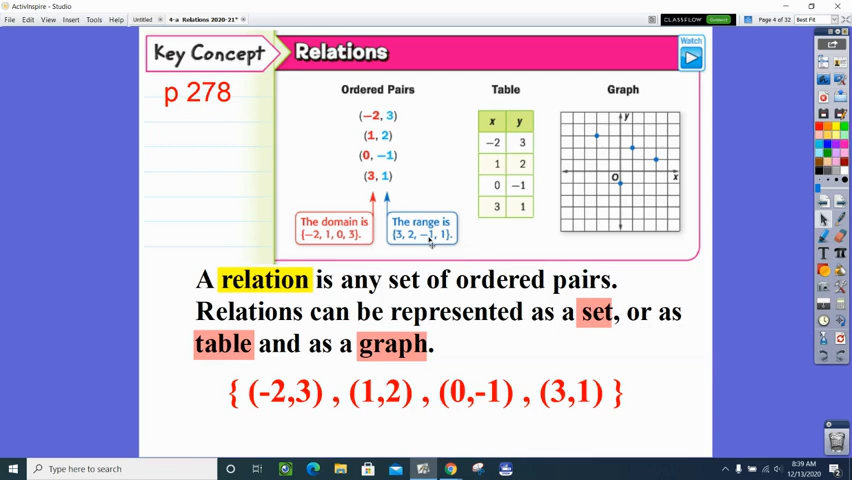 ActivInspire - Studio
File Edit View Insert Tools Help
Untitled
4-a Relations 2020-21*
CLASSFLOW
Connect
Page 4 of 32
Best Fit
Key Concept
Relations
Watch
p 278
Ordered Pairs
Table
Graph
(−2, 3)
(1, 2)
(0, −1)
(3, 1)
x y
−2 3
1 2
0 −1
3 1
y
O
x
The domain is
{−2, 1, 0, 3}.
The range is
{3, 2, −1, 1}.
A relation is any set of ordered pairs.
Relations can be represented as a set, or as
table and as a graph.
{ (-2,3) , (1,2) , (0,-1) , (3,1) }
Type here to search
8:39 AM
12/13/2020
2